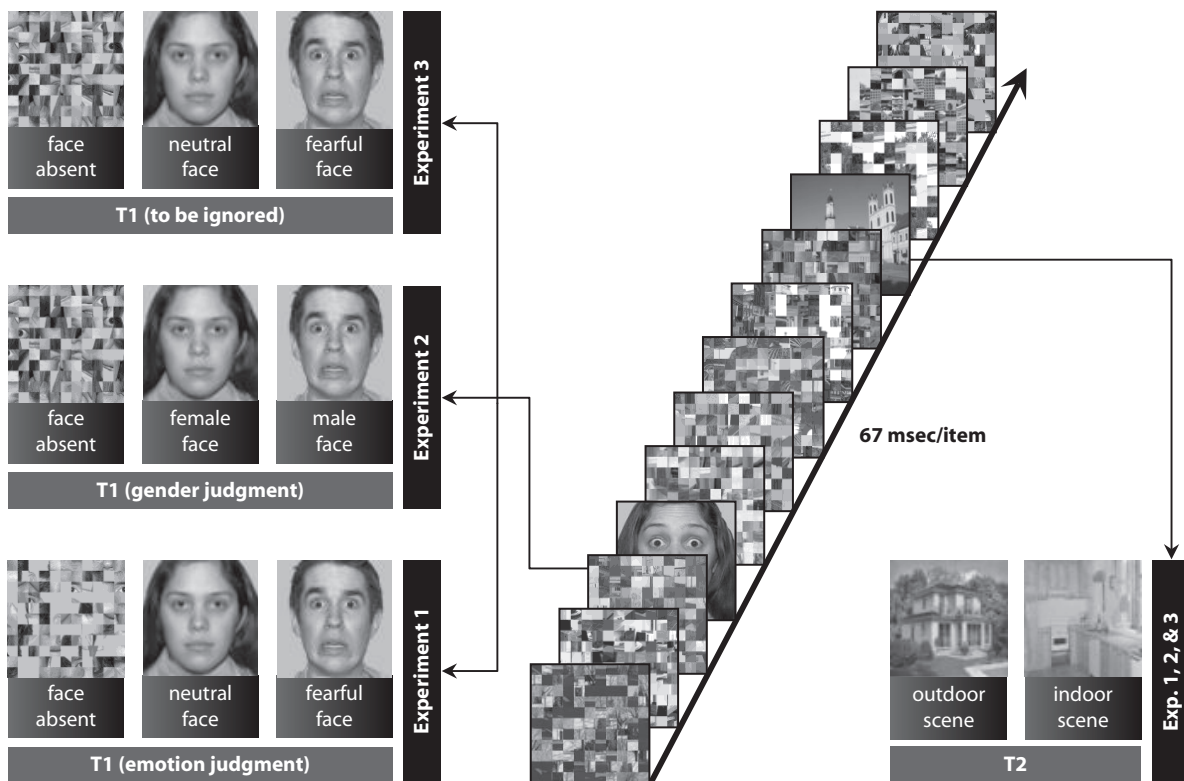 face
absent
neutral
face
fearful
face
T1 (to be ignored)
Experiment 3
face
absent
female
face
male
face
T1 (gender judgment)
Experiment 2
face
absent
neutral
face
fearful
face
T1 (emotion judgment)
Experiment 1
67 msec/item
outdoor
scene
indoor
scene
T2
Exp. 1, 2, & 3